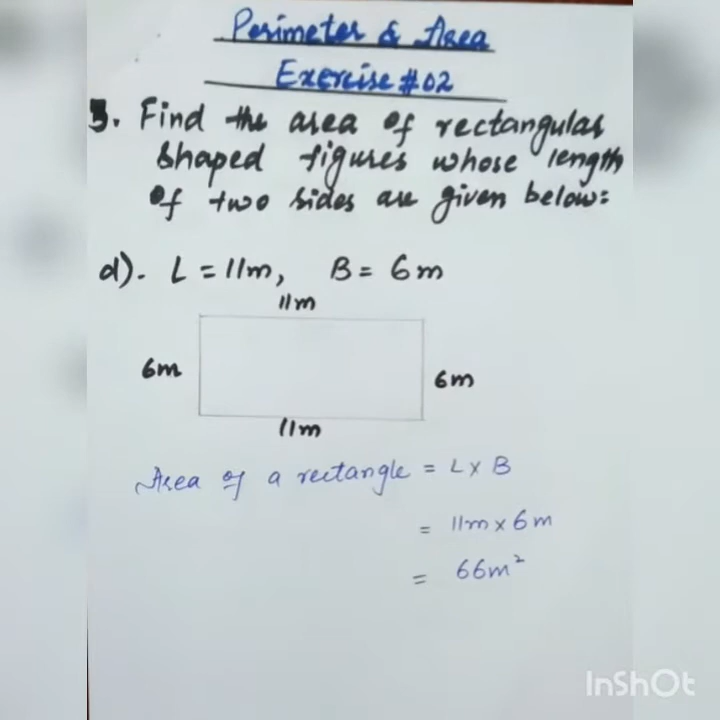 Perimeter & Area
Exercise #02
3. Find the area of rectangular
shaped figures whose length
of two sides are given below:
d). L = 11m, B = 6m
11m
6m
6m
11m
Area of a rectangle = L x B
= 11m x 6m
= 66m²
InShOt